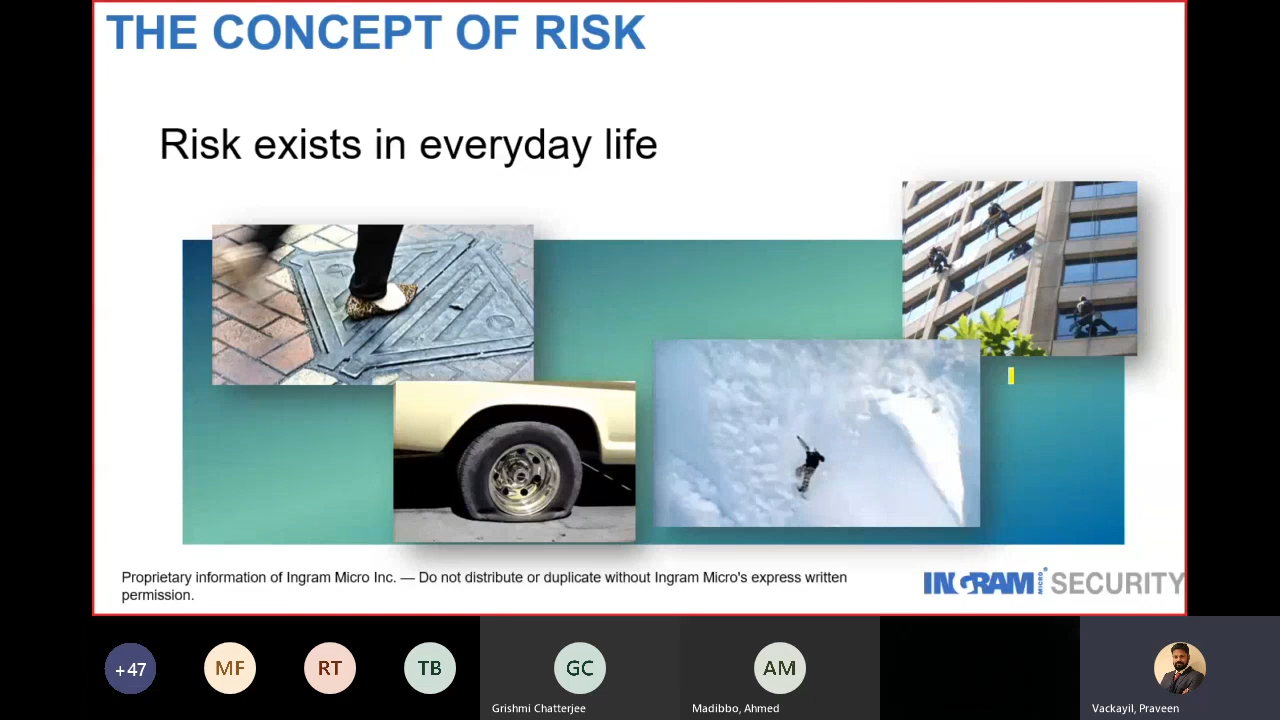 THE CONCEPT OF RISK
Risk exists in everyday life
Proprietary information of Ingram Micro Inc. — Do not distribute or duplicate without Ingram Micro's express written
permission.
INGRAM MICRO SECURITY
+47
MF
RT
TB
GC
AM
Grishmi Chatterjee
Madibbo, Ahmed
Vackayil, Praveen